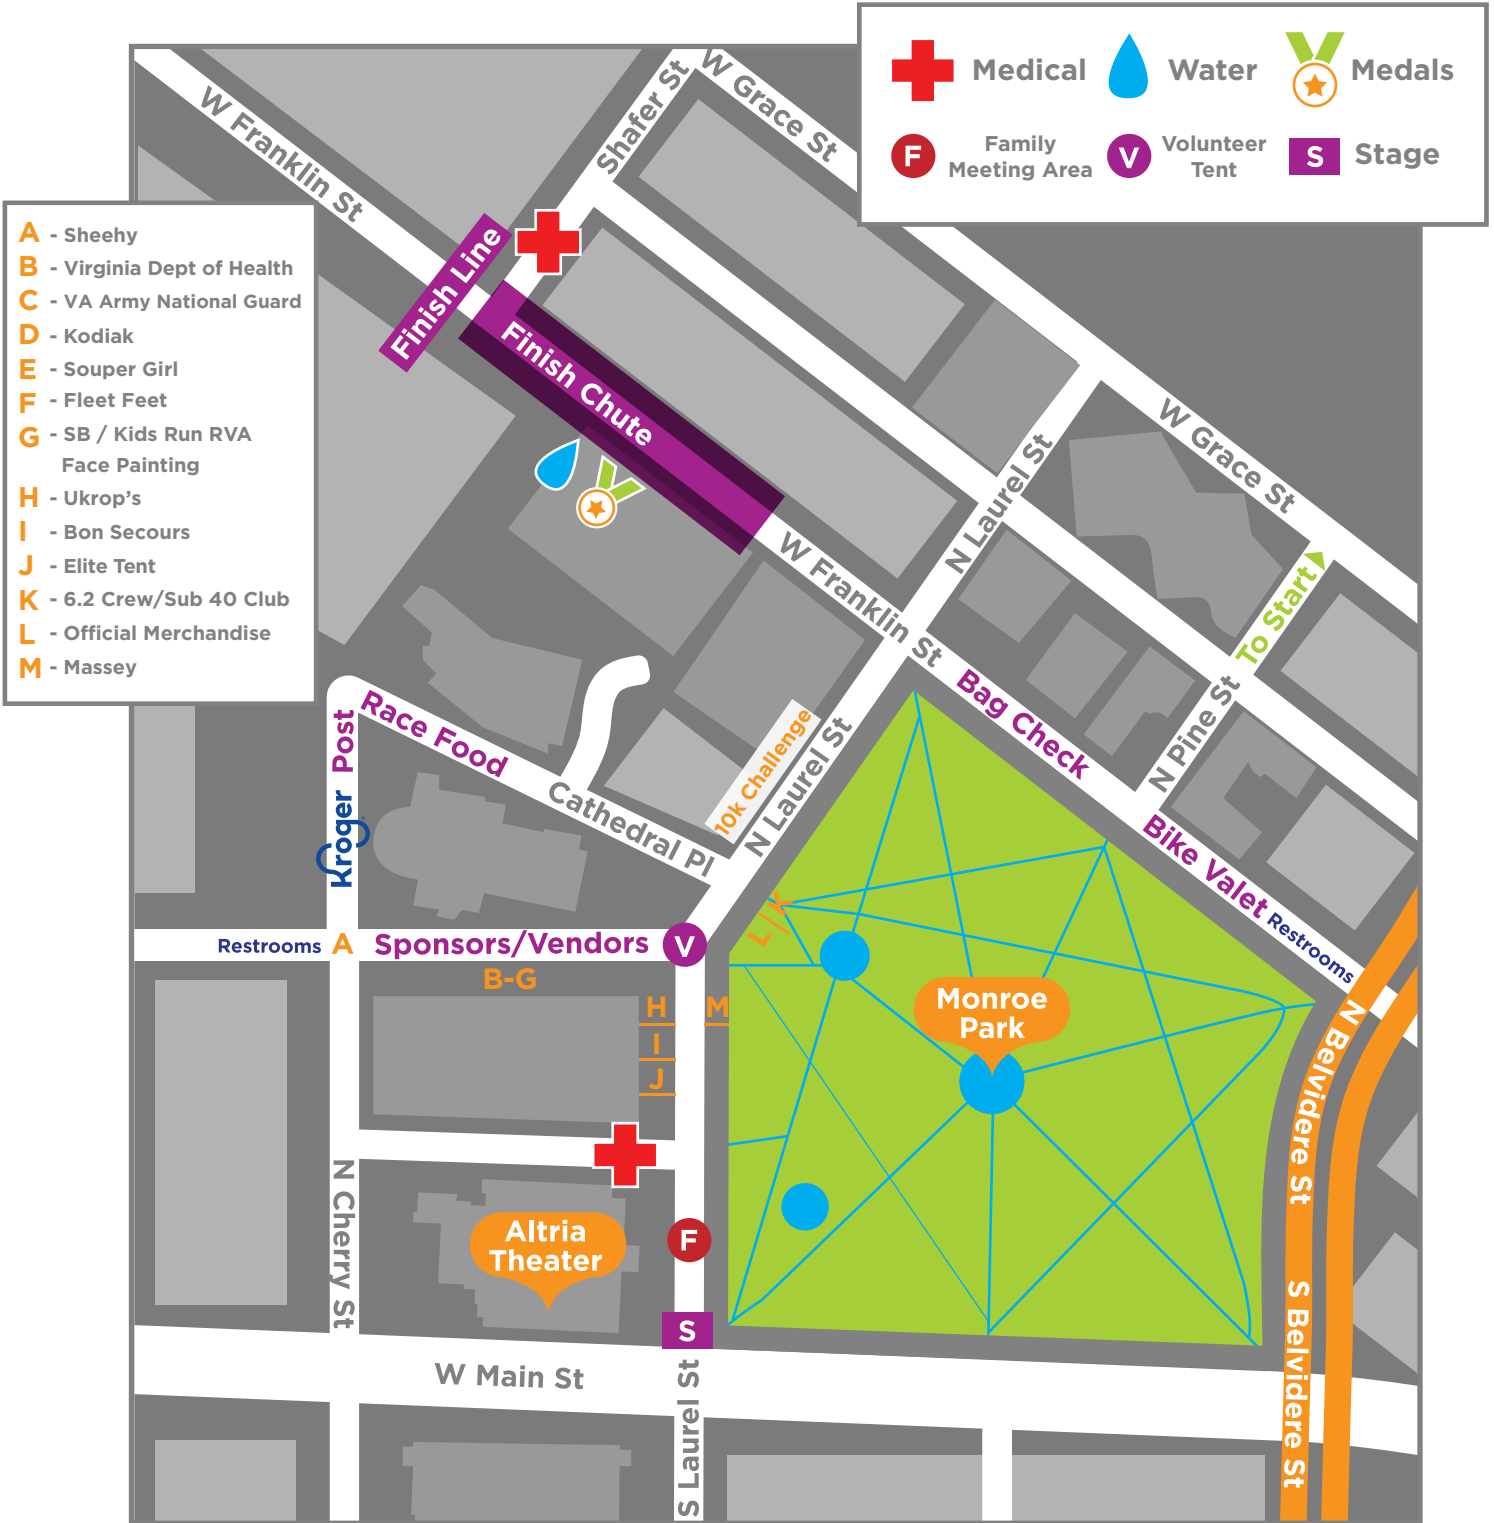 Medical
Water
Medals
F
Family
Meeting Area
V
Volunteer
Tent
S
Stage
A - Sheehy
B - Virginia Dept of Health
C - VA Army National Guard
D - Kodiak
E - Souper Girl
F - Fleet Feet
G - SB / Kids Run RVA
Face Painting
H - Ukrop's
I - Bon Secours
J - Elite Tent
K - 6.2 Crew/Sub 40 Club
L - Official Merchandise
M - Massey
W Franklin St
Shafer St
W Grace St
Finish Line
Finish Chute
W Grace St
N Laurel St
W Franklin St
To Start
N Pine St
Bag Check
Bike Valet
Restrooms
Race Food
Cathedral Pl
10k Challenge
N Laurel St
Post
Kroger
Restrooms
A
Sponsors/Vendors
V
B-G
L
K
H
I
J
M
Monroe
Park
N Belvidere St
N Cherry St
Altria
Theater
F
S
S Belvidere St
W Main St
S Laurel St